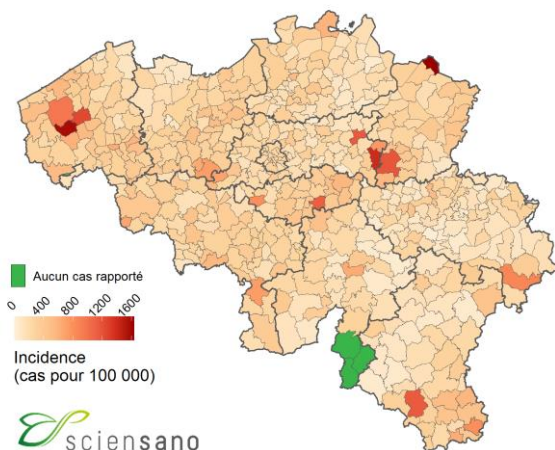 Aucun cas rapporté
0 400 800 1200 1600
Incidence
(cas pour 100 000)
sciensano